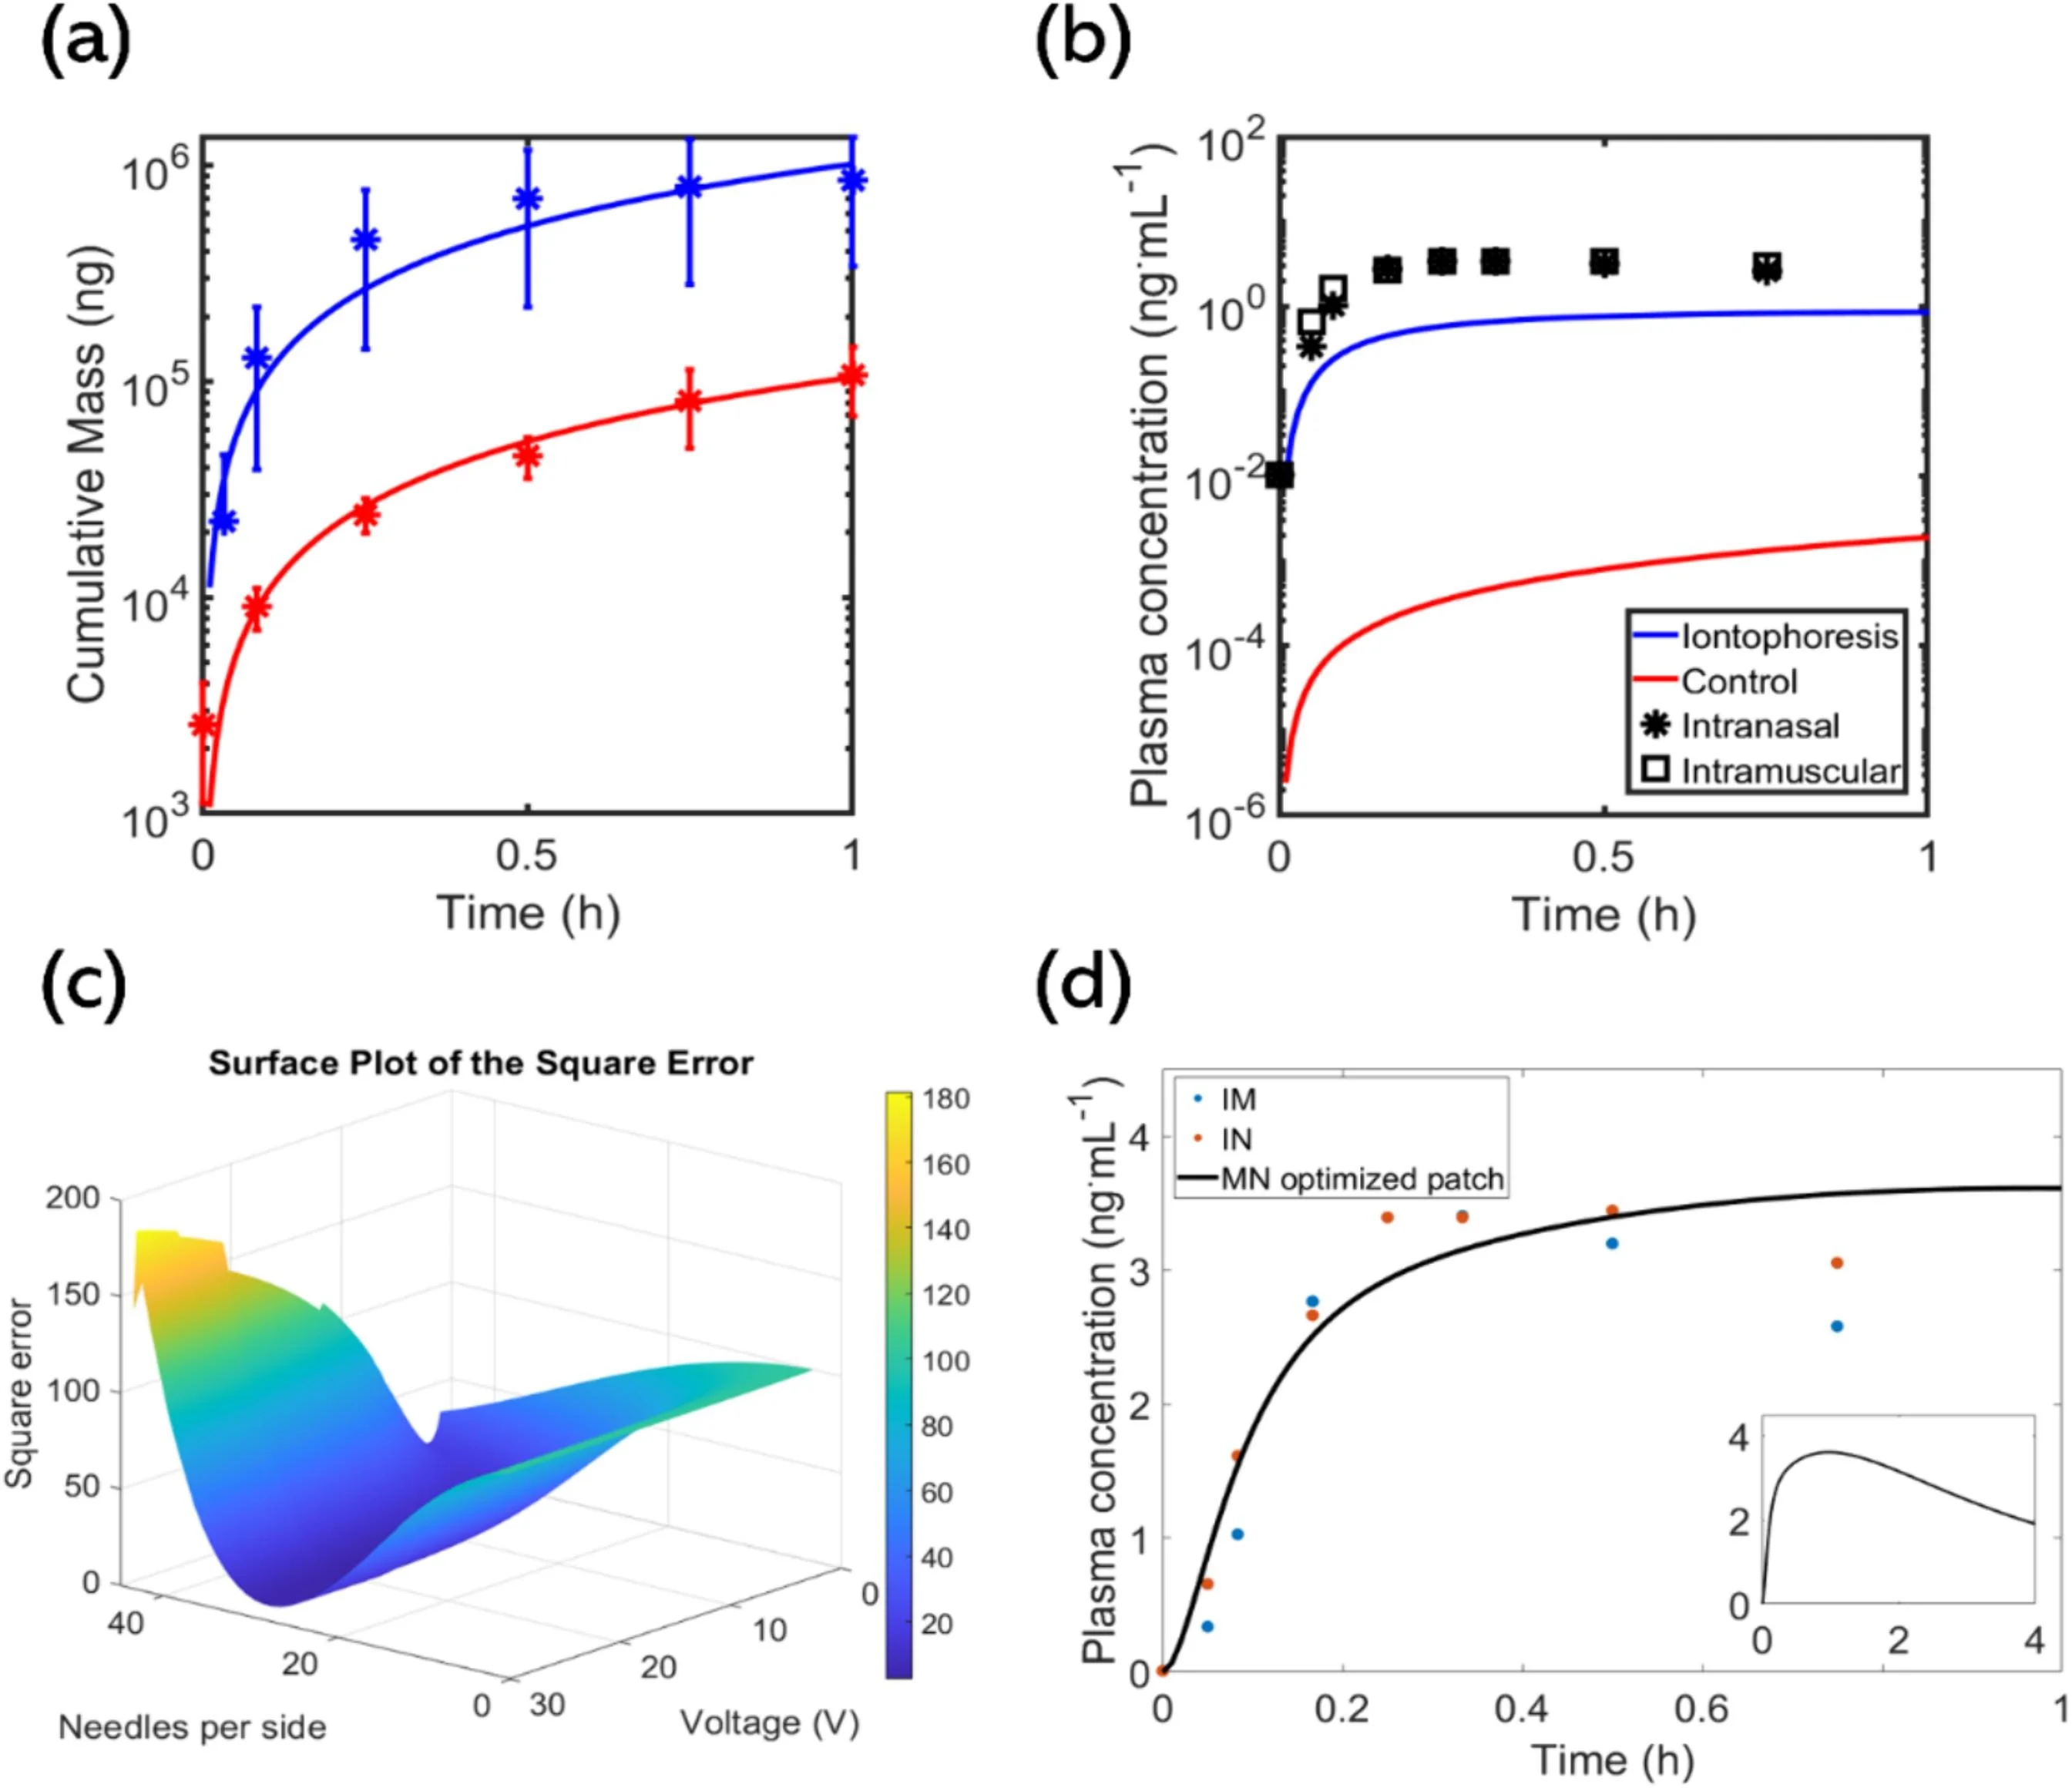 (a)
10^6
10^5
10^4
10^3
Cumulative Mass (ng)
0 0.5 1
Time (h)
(b)
10^2
10^0
10^-2
10^-4
10^-6
Plasma concentration (ng·mL^-1)
Iontophoresis
Control
Intranasal
Intramuscular
0 0.5 1
Time (h)
(c)
Surface Plot of the Square Error
200
150
100
50
0
Square error
40
20
0
Needles per side
30
20
10
0
Voltage (V)
180
160
140
120
100
80
60
40
20
(d)
IM
IN
MN optimized patch
4
3
2
1
0
Plasma concentration (ng·mL^-1)
4
2
0
0 2 4
0 0.2 0.4 0.6 1
Time (h)